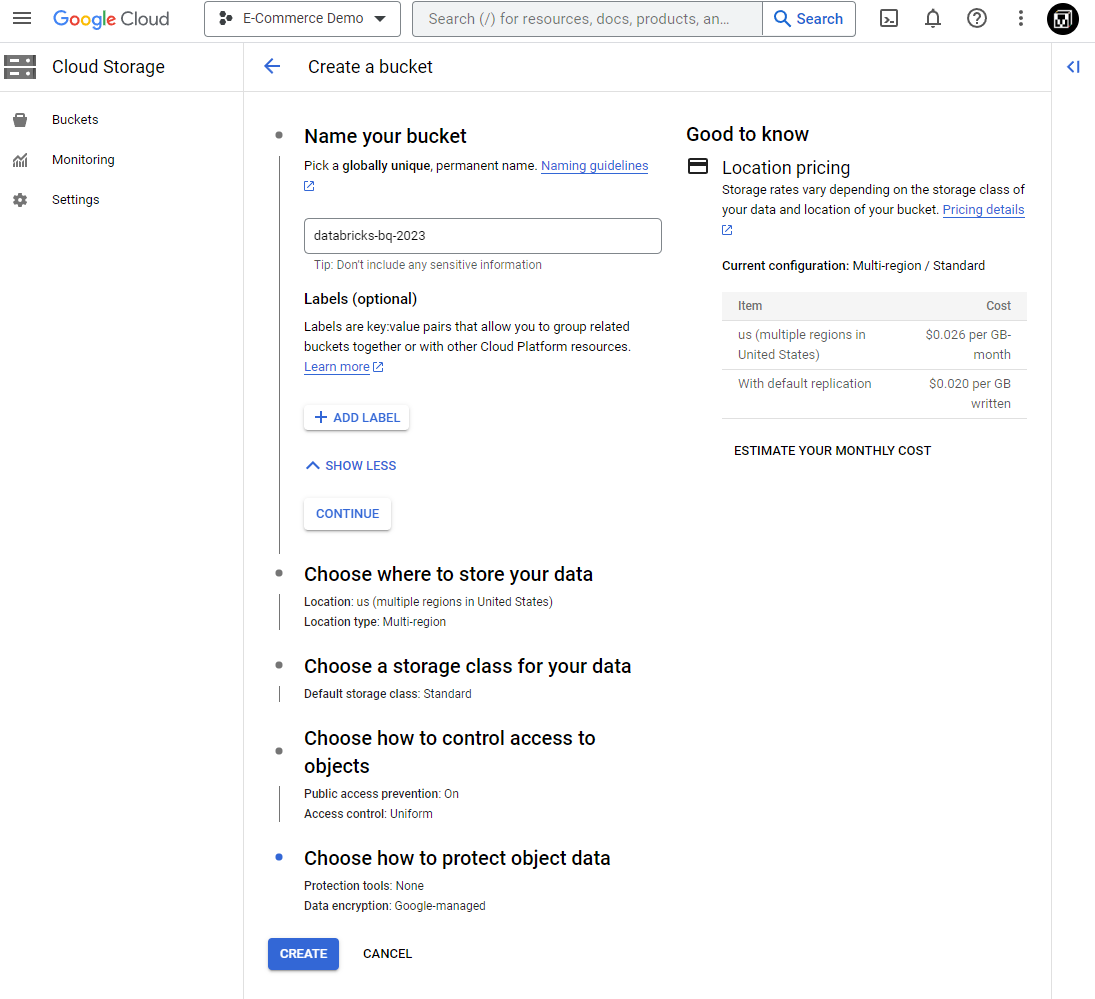 Google Cloud
E-Commerce Demo
Search (/) for resources, docs, products, an...
Search
Cloud Storage
Create a bucket
Buckets
Monitoring
Settings
Name your bucket
Pick a globally unique, permanent name. Naming guidelines
databricks-bq-2023
Tip: Don't include any sensitive information
Labels (optional)
Labels are key:value pairs that allow you to group related
buckets together or with other Cloud Platform resources.
Learn more
ADD LABEL
SHOW LESS
CONTINUE
Choose where to store your data
Location: us (multiple regions in United States)
Location type: Multi-region
Choose a storage class for your data
Default storage class: Standard
Choose how to control access to
objects
Public access prevention: On
Access control: Uniform
Choose how to protect object data
Protection tools: None
Data encryption: Google-managed
CREATE
CANCEL
Good to know
Location pricing
Storage rates vary depending on the storage class of
your data and location of your bucket. Pricing details
Current configuration: Multi-region / Standard
Item Cost
us (multiple regions in $0.026 per GB-
United States) month
With default replication $0.020 per GB
written
ESTIMATE YOUR MONTHLY COST